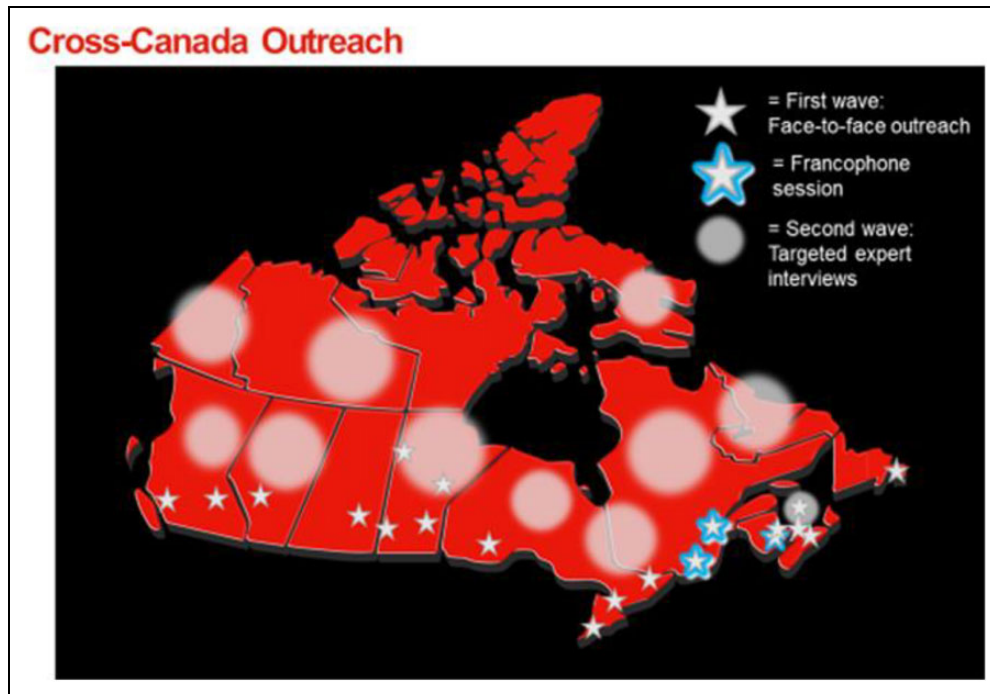 Cross-Canada Outreach
= First wave:
Face-to-face outreach
= Francophone
session
= Second wave:
Targeted expert
interviews